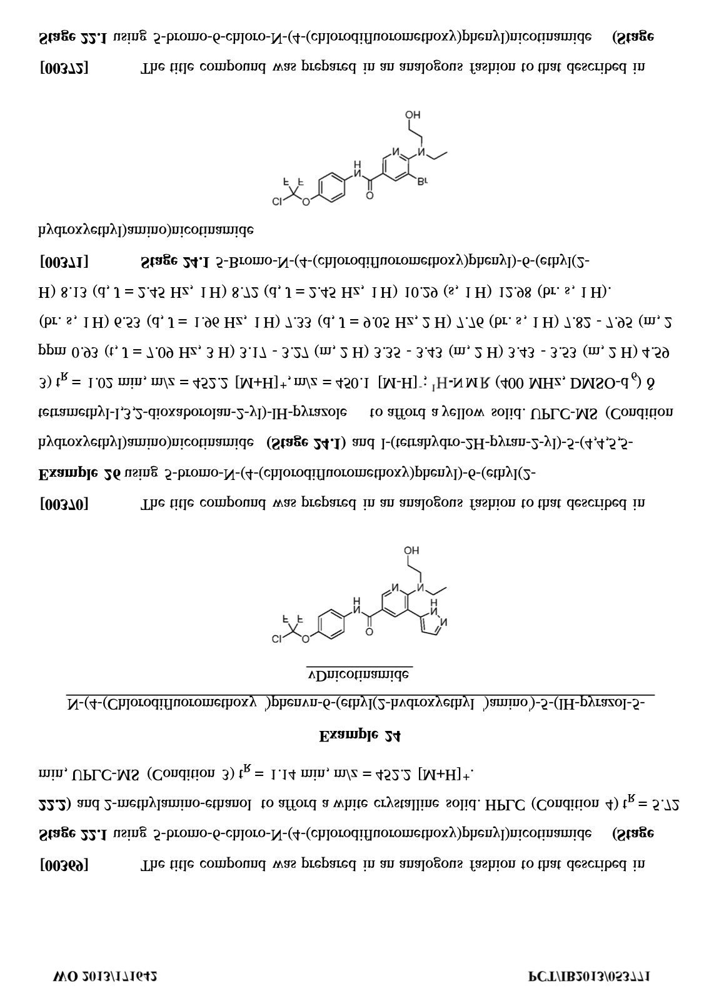 WO 2013/171642 PCT/IB2013/053771
[00369] The title compound was prepared in an analogous fashion to that described in
Stage 22.1 using 5-bromo-6-chloro-N-(4-(chlorodifluoromethoxy)phenyl)nicotinamide (Stage
22.2) and 2-methylamino-ethanol to afford a white crystalline solid. HPLC (Condition 4) tR = 5.72
min, UPLC-MS (Condition 3) tR = 1.14 min, m/z = 452.2 [M+H]+.
Example 24
N-(4-(Chlorodifluoromethoxy ')phenvn-6-(ethyl(2-hvdroxyethyl ')amino')-5-(lH-pyrazol-5-
vDnicotinamide
Cl O
O
F F
N
N N
H H
N N
OH
[00370] The title compound was prepared in an analogous fashion to that described in
Example 26 using 5-bromo-N-(4-(chlorodifluoromethoxy)phenyl)-6-(ethyl(2-
hydroxyethyl)amino)nicotinamide (Stage 24.1) and l-(tetrahydro-2H-pyran-2-yl)-5-(4,4,5,5-
tetramethyl-l,3,2-dioxaborolan-2-yl)-lH-pyrazole to afford a yellow solid. UPLC-MS (Condition
3) tR = 1.02 min, m/z = 452.2 [M+H]+, m/z = 450.1 [M-H]-; 1H-NMR (400 MHz, DMSO-d6) δ
ppm 0.93 (t, J = 7.09 Hz, 3 H) 3.17 - 3.27 (m, 2 H) 3.35 - 3.43 (m, 2 H) 3.43 - 3.53 (m, 2 H) 4.59
(br. s, 1 H) 6.53 (d, J = 1.96 Hz, 1 H) 7.33 (d, J = 9.05 Hz, 2 H) 7.76 (br. s, 1 H) 7.82 - 7.95 (m, 2
H) 8.13 (d, J = 2.45 Hz, 1 H) 8.72 (d, J = 2.45 Hz, 1 H) 10.29 (s, 1 H) 12.98 (br. s, 1 H).
[00371] Stage 24.1 5-Bromo-N-(4-(chlorodifluoromethoxy)phenyl)-6-(ethyl(2-
hydroxyethyl)amino)nicotinamide
Cl O
O
F F Br
N
H
N N
OH
[00372] The title compound was prepared in an analogous fashion to that described in
Stage 22.1 using 5-bromo-6-chloro-N-(4-(chlorodifluoromethoxy)phenyl)nicotinamide (Stage